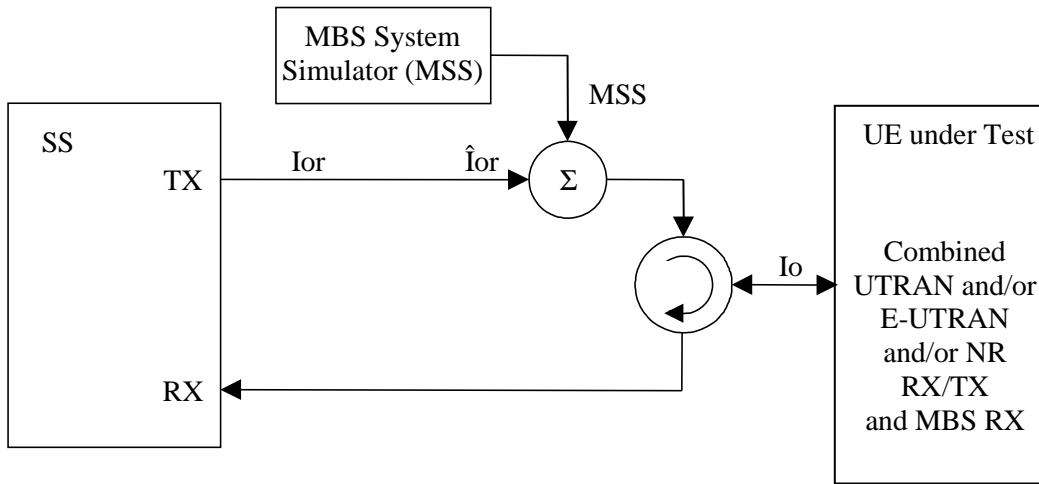 MBS System
Simulator (MSS)
MSS
SS
TX
Ior
Îor
Σ
UE under Test
Io
Combined
UTRAN and/or
E-UTRAN
and/or NR
RX/TX
and MBS RX
RX